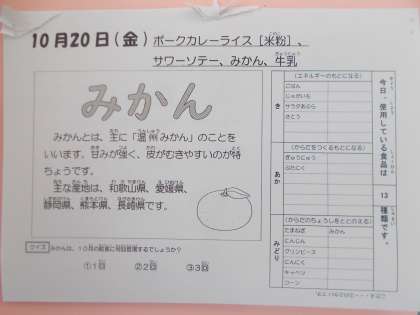 10月20日(金) ポークカレーライス[米粉]、
サワーソテー、みかん、牛乳
みかん
みかんとは、主に「温州みかん」のことを
いいます。甘みが強く、皮がむきやすいのが特
ちょうです。
主な産地は、和歌山県、愛媛県、
静岡県、熊本県、長崎県です。
クイズ みかんは、10月の給食に何回登場するでしょうか?
①1回 ②2回 ③3回
今日、使用している食品は 13 種類です。
き
(エネルギーのもとになる)
ごはん
じゃがいも
サラダあぶら
さとう
あか
(からだをつくるもとになる)
ぎゅうにゅう
ぶたにく
みどり
(からだのちょうしをととのえる)
たまねぎ みかん
にんじん
グリンピース
にんにく
キャベツ
コーン